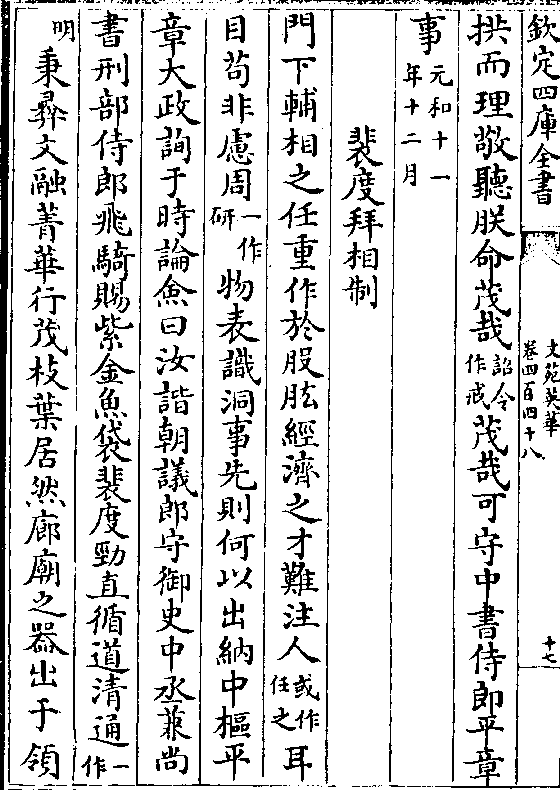 欽定四庫全書
文苑英華
卷四百四十八
十七
拱而理敬聽朕命茂哉詔令作戒茂哉可守中書侍郎平章
事元和十一年十二月
裴度拜相制
門下輔相之任重作於股肱經濟之才難注人或作任之耳
目苟非慮周一作研物表識洞事先則何以出納中樞平
章大政詢于時論僉曰汝諧朝議郎守御史中丞兼尚
書刑部侍郎飛騎賜紫金魚袋裴度勁直循道清通一作
明秉彞文融菁華行茂枝葉居然廊廟之器出于領